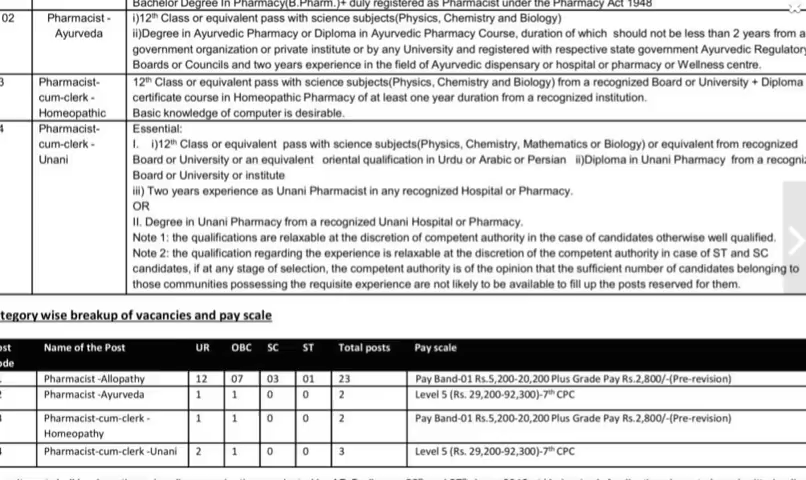 Bachelor Degree In Pharmacy(B.Pharm.)+ duly registered as Pharmacist under the Pharmacy Act 1948
02 Pharmacist - Ayurveda
i)12th Class or equivalent pass with science subjects(Physics, Chemistry and Biology)
ii)Degree in Ayurvedic Pharmacy or Diploma in Ayurvedic Pharmacy Course, duration of which should not be less than 2 years from a
government organization or private institute or by any University and registered with respective state government Ayurvedic Regulatory
Boards or Councils and two years experience in the field of Ayurvedic dispensary or hospital or pharmacy or Wellness centre.
3 Pharmacist-cum-clerk - Homeopathic
12th Class or equivalent pass with science subjects(Physics, Chemistry and Biology) from a recognized Board or University + Diploma
certificate course in Homeopathic Pharmacy of at least one year duration from a recognized institution.
Basic knowledge of computer is desirable.
4 Pharmacist-cum-clerk - Unani
Essential:
I. i)12th Class or equivalent pass with science subjects(Physics, Chemistry, Mathematics or Biology) or equivalent from recognized
Board or University or an equivalent oriental qualification in Urdu or Arabic or Persian ii)Diploma in Unani Pharmacy from a recogniz
Board or University or institute
iii) Two years experience as Unani Pharmacist in any recognized Hospital or Pharmacy.
OR
II. Degree in Unani Pharmacy from a recognized Unani Hospital or Pharmacy.
Note 1: the qualifications are relaxable at the discretion of competent authority in the case of candidates otherwise well qualified.
Note 2: the qualification regarding the experience is relaxable at the discretion of the competent authority in case of ST and SC
candidates, if at any stage of selection, the competent authority is of the opinion that the sufficient number of candidates belonging to
those communities possessing the requisite experience are not likely to be available to fill up the posts reserved for them.
tegory wise breakup of vacancies and pay scale
ost ode Name of the Post UR OBC SC ST Total posts Pay scale
Pharmacist -Allopathy 12 07 03 01 23 Pay Band-01 Rs.5,200-20,200 Plus Grade Pay Rs.2,800/-(Pre-revision)
Pharmacist -Ayurveda 1 1 0 0 2 Level 5 (Rs. 29,200-92,300)-7th CPC
Pharmacist-cum-clerk - Homeopathy 1 1 0 0 2 Pay Band-01 Rs.5,200-20,200 Plus Grade Pay Rs.2,800/-(Pre-revision)
Pharmacist-cum-clerk -Unani 2 1 0 0 3 Level 5 (Rs. 29,200-92,300)-7th CPC